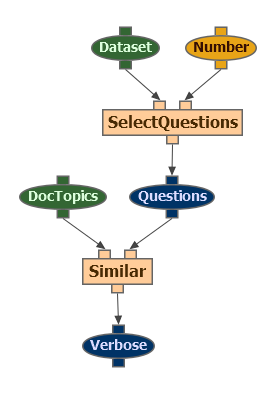 Dataset Number
SelectQuestions
DocTopics Questions
Similar
Verbose